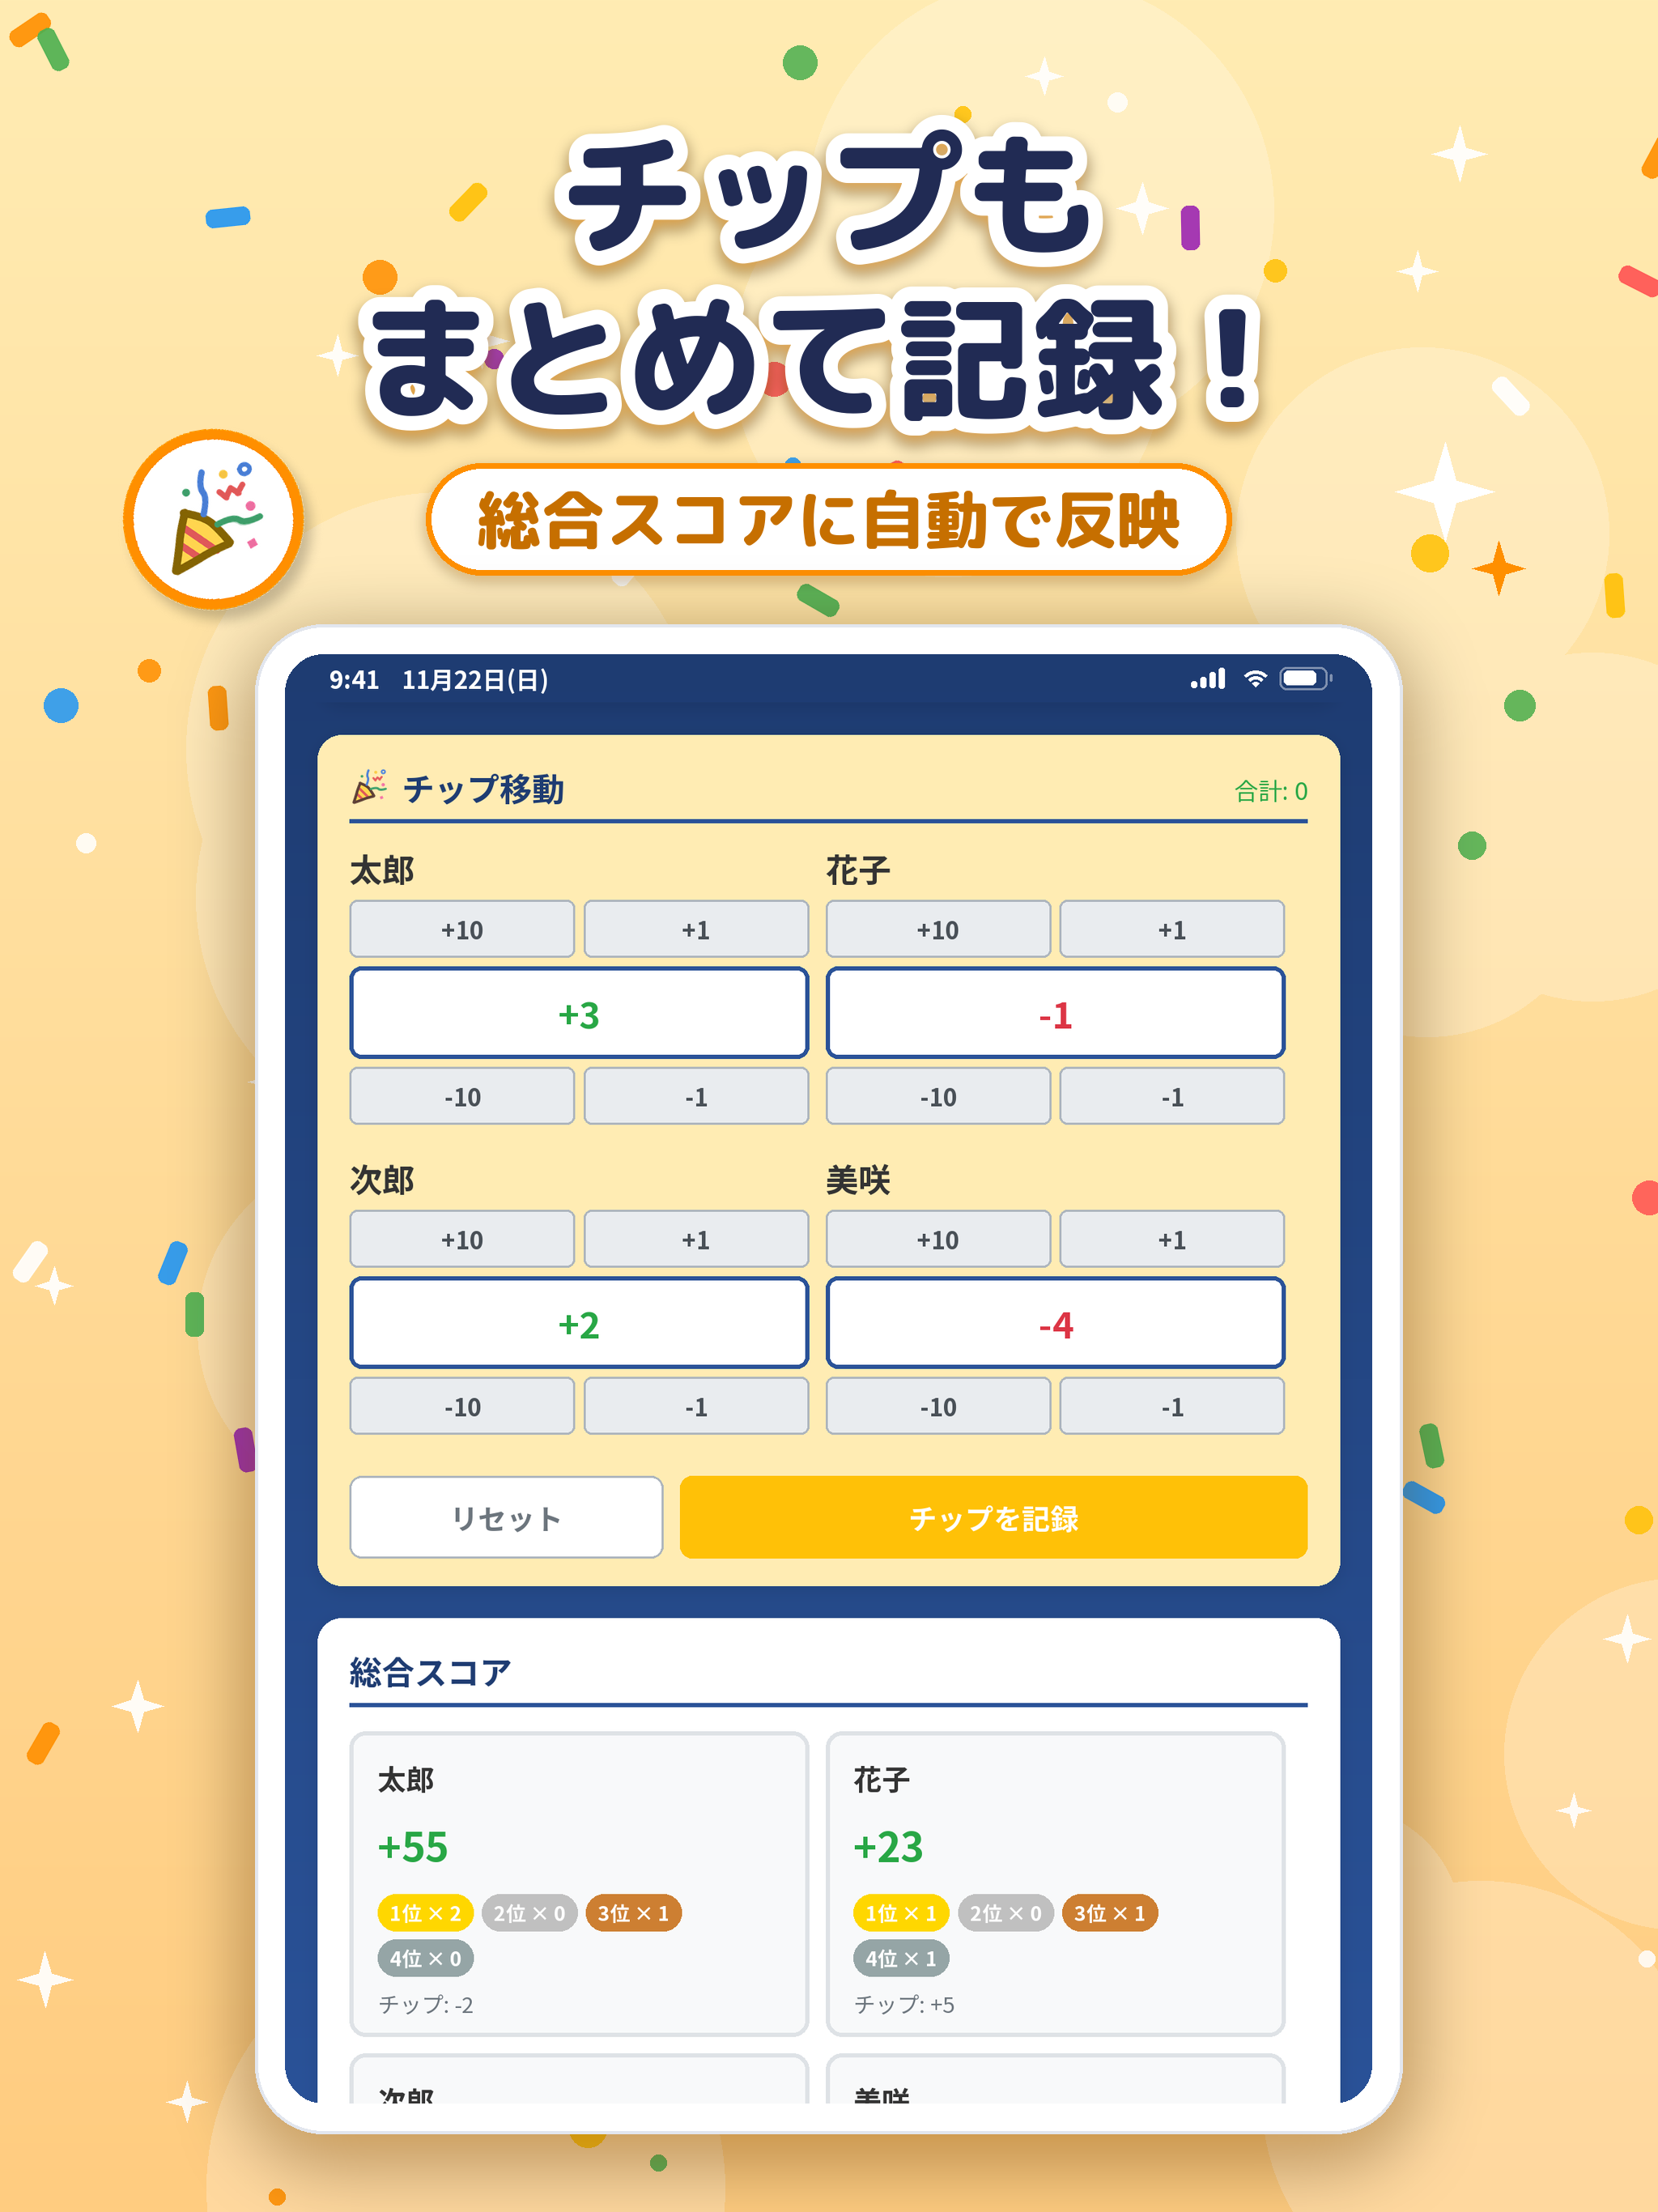 チップも
まとめて記録！
総合スコアに自動で反映
9:41 11月22日(日)
チップ移動
合計: 0
太郎 花子
+10 +1 +10 +1
+3 -1
-10 -1 -10 -1
次郎 美咲
+10 +1 +10 +1
+2 -4
-10 -1 -10 -1
リセット チップを記録
総合スコア
太郎 花子
+55 +23
1位 × 2 2位 × 0 3位 × 1 1位 × 1 2位 × 0 3位 × 1
4位 × 0 4位 × 1
チップ: -2 チップ: +5
次郎 美咲